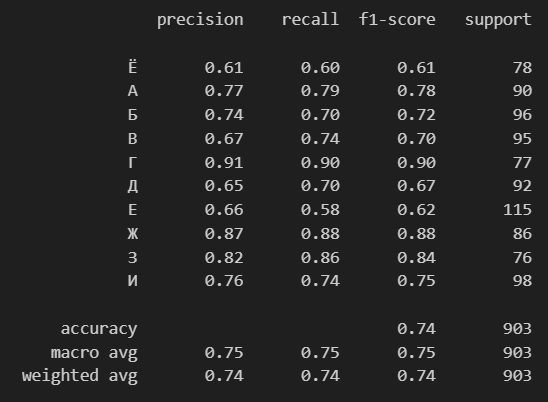 precision recall f1-score support
Ё 0.61 0.60 0.61 78
А 0.77 0.79 0.78 90
Б 0.74 0.70 0.72 96
В 0.67 0.74 0.70 95
Г 0.91 0.90 0.90 77
Д 0.65 0.70 0.67 92
Е 0.66 0.58 0.62 115
Ж 0.87 0.88 0.88 86
З 0.82 0.86 0.84 76
И 0.76 0.74 0.75 98
accuracy 0.74 903
macro avg 0.75 0.75 0.75 903
weighted avg 0.74 0.74 0.74 903